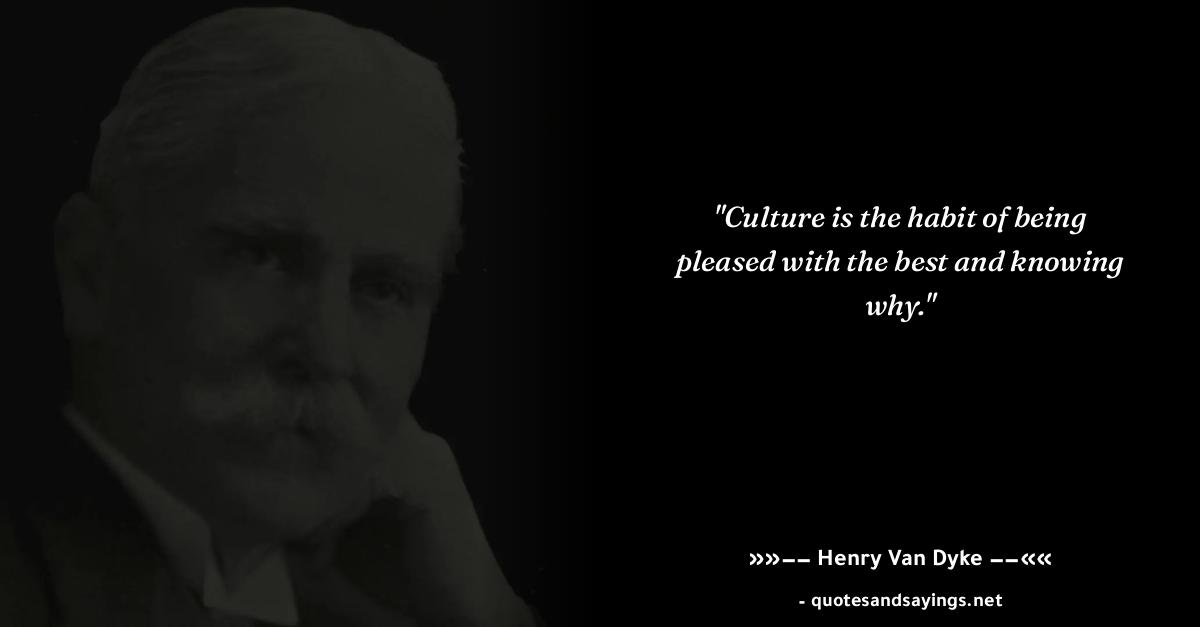 "Culture is the habit of being
pleased with the best and knowing
why."
»»−− Henry Van Dyke −−««
- quotesandsayings.net